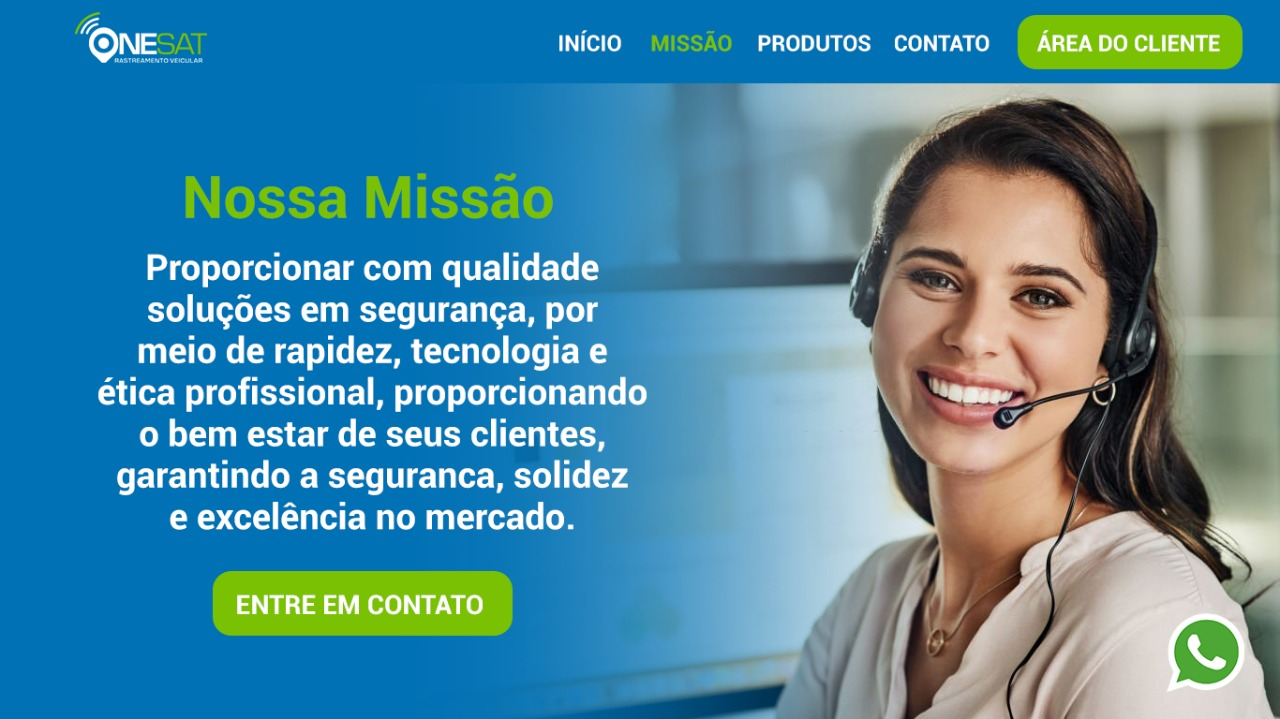 ONESAT
RASTREAMENTO VEICULAR
INÍCIO MISSÃO PRODUTOS CONTATO ÁREA DO CLIENTE
Nossa Missão
Proporcionar com qualidade
soluções em segurança, por
meio de rapidez, tecnologia e
ética profissional, proporcionando
o bem estar de seus clientes,
garantindo a seguranca, solidez
e excelência no mercado.
ENTRE EM CONTATO